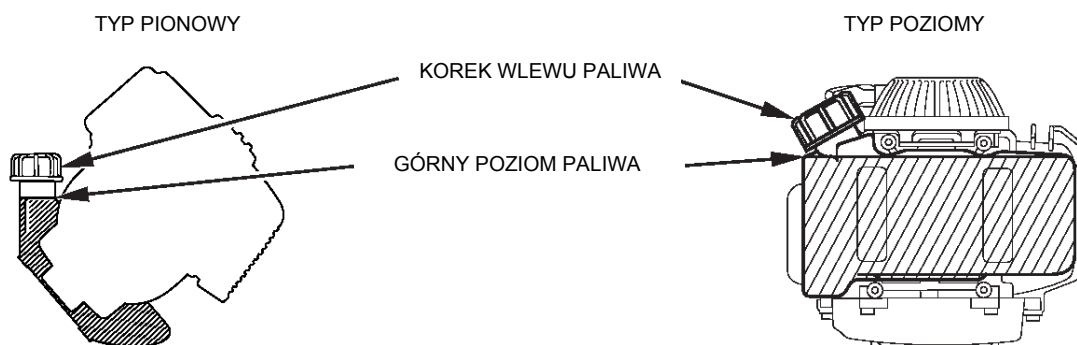 TYP PIONOWY
TYP POZIOMY
KOREK WLEWU PALIWA
GÓRNY POZIOM PALIWA